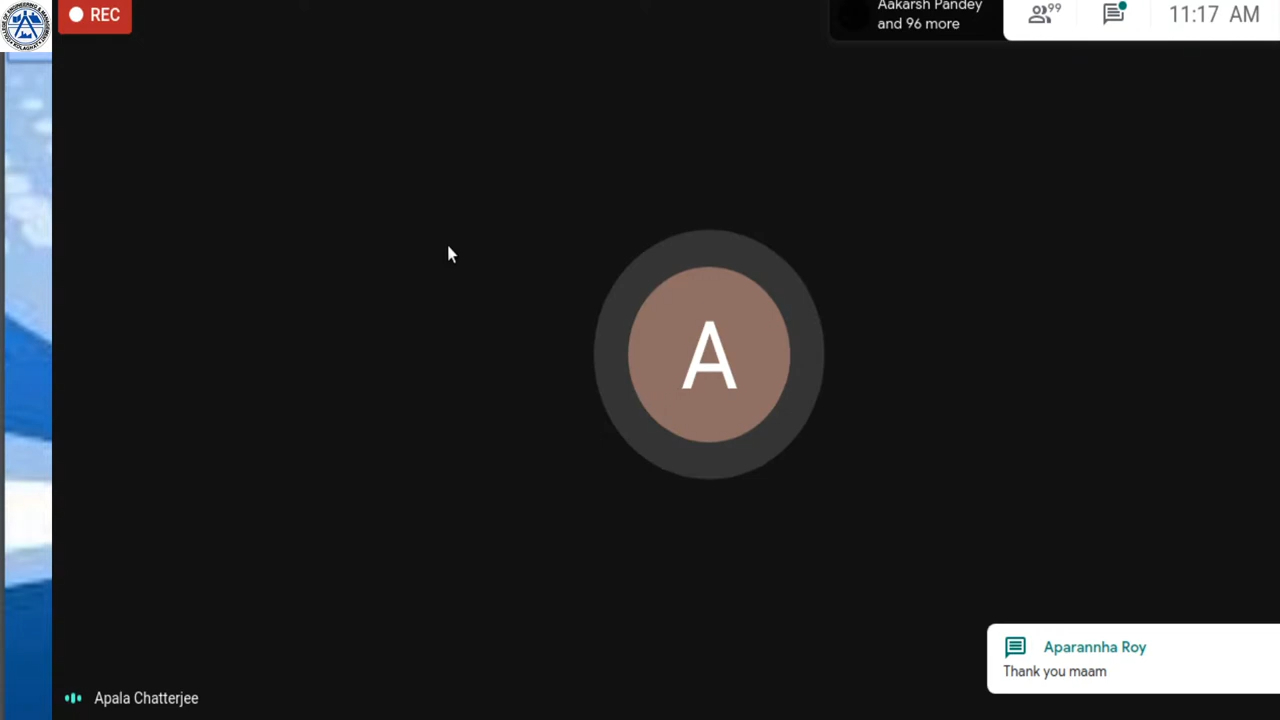 REC
Aakarsh Pandey
and 96 more
99
11:17 AM
A
Aparannha Roy
Thank you maam
Apala Chatterjee